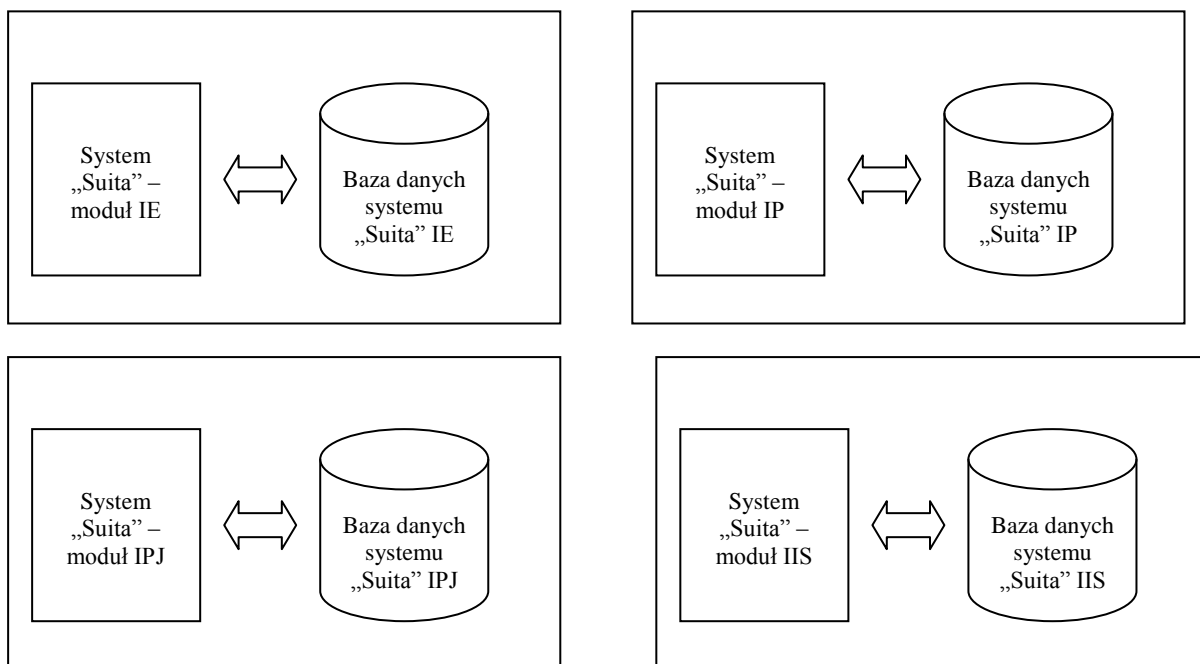 System
„Suita” –
moduł IE
Baza danych
systemu
„Suita” IE
System
„Suita” –
moduł IP
Baza danych
systemu
„Suita” IP
System
„Suita” –
moduł IPJ
Baza danych
systemu
„Suita” IPJ
System
„Suita” –
moduł IIS
Baza danych
systemu
„Suita” IIS